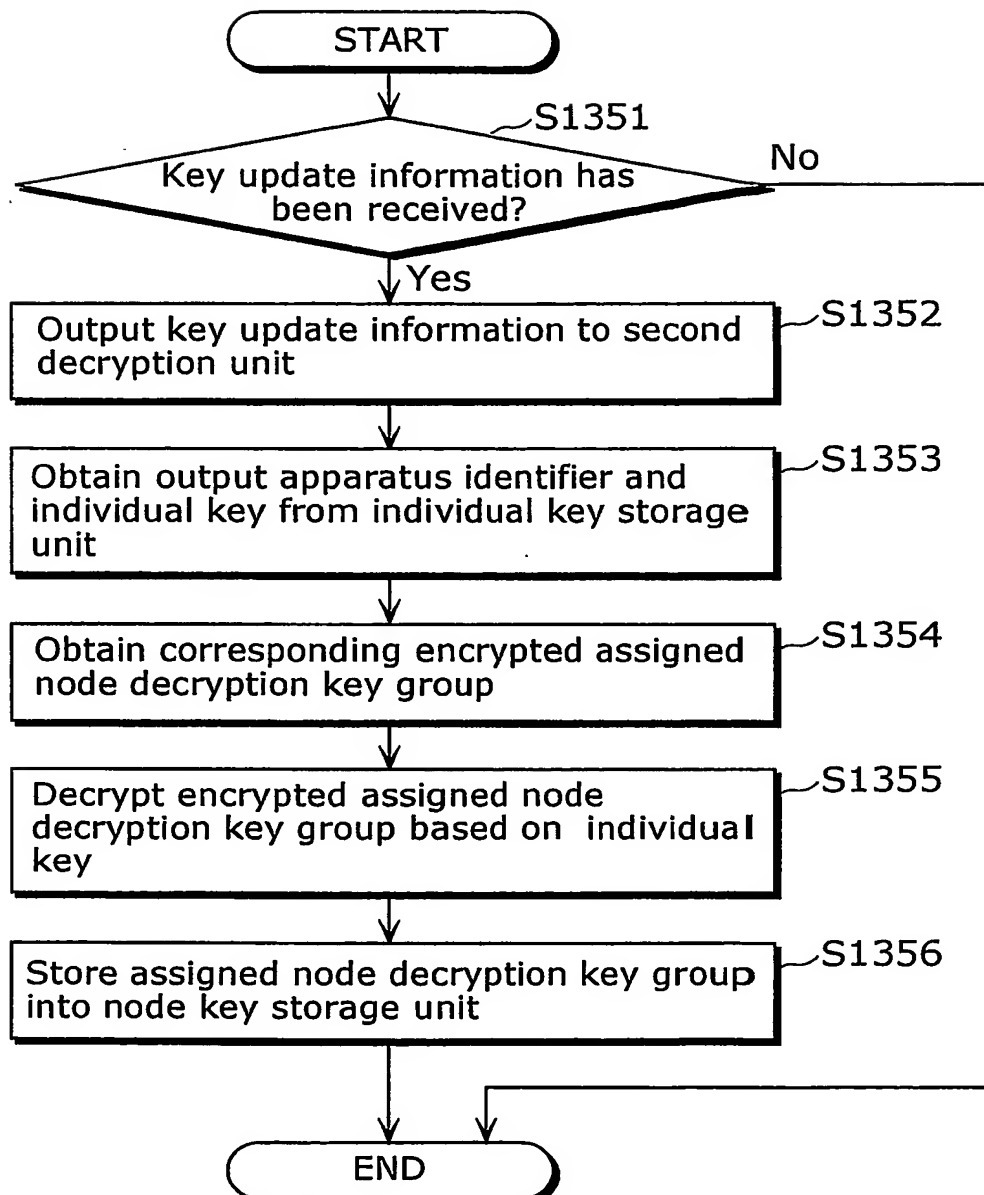 START
S1351
No
Key update information has
been received?
Yes
S1352
Output key update information to second
decryption unit
S1353
Obtain output apparatus identifier and
individual key from individual key storage
unit
S1354
Obtain corresponding encrypted assigned
node decryption key group
S1355
Decrypt encrypted assigned node
decryption key group based on individual
key
S1356
Store assigned node decryption key group
into node key storage unit
END